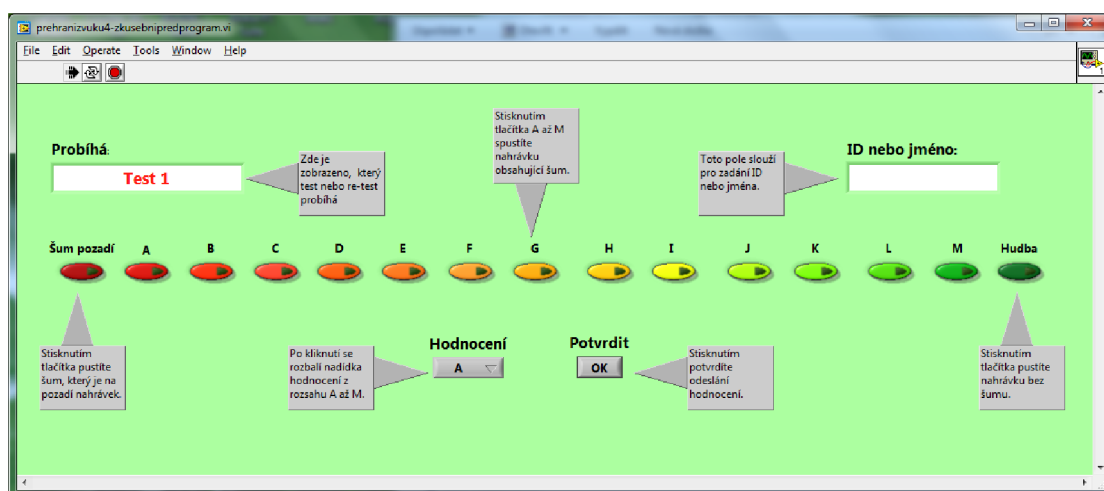 prehranizvuku4-zkusebnipredprogram.vi
File Edit Operate Tools Window Help
Stisknutím
tlačítka A až M
spustíte
nahrávku
obsahující šum.
Probíhá:
Test 1
Zde je
zobrazeno, který
test nebo re-test
probíhá
Toto pole slouží
pro zadání ID
nebo jména.
ID nebo jméno:
Šum pozadí A B C D E F G H I J K L M Hudba
Stisknutím
tlačítka pustíte
šum, který je na
pozadí nahrávek.
Po kliknutí se
rozbalí nadídka
hodnocení z
rozsahu A až M.
Hodnocení
A
Potvrdit
OK
Stisknutím
potvrdíte
odeslání
hodnocení.
Stisknutím
tlačítka pustíte
nahrávku bez
šumu.